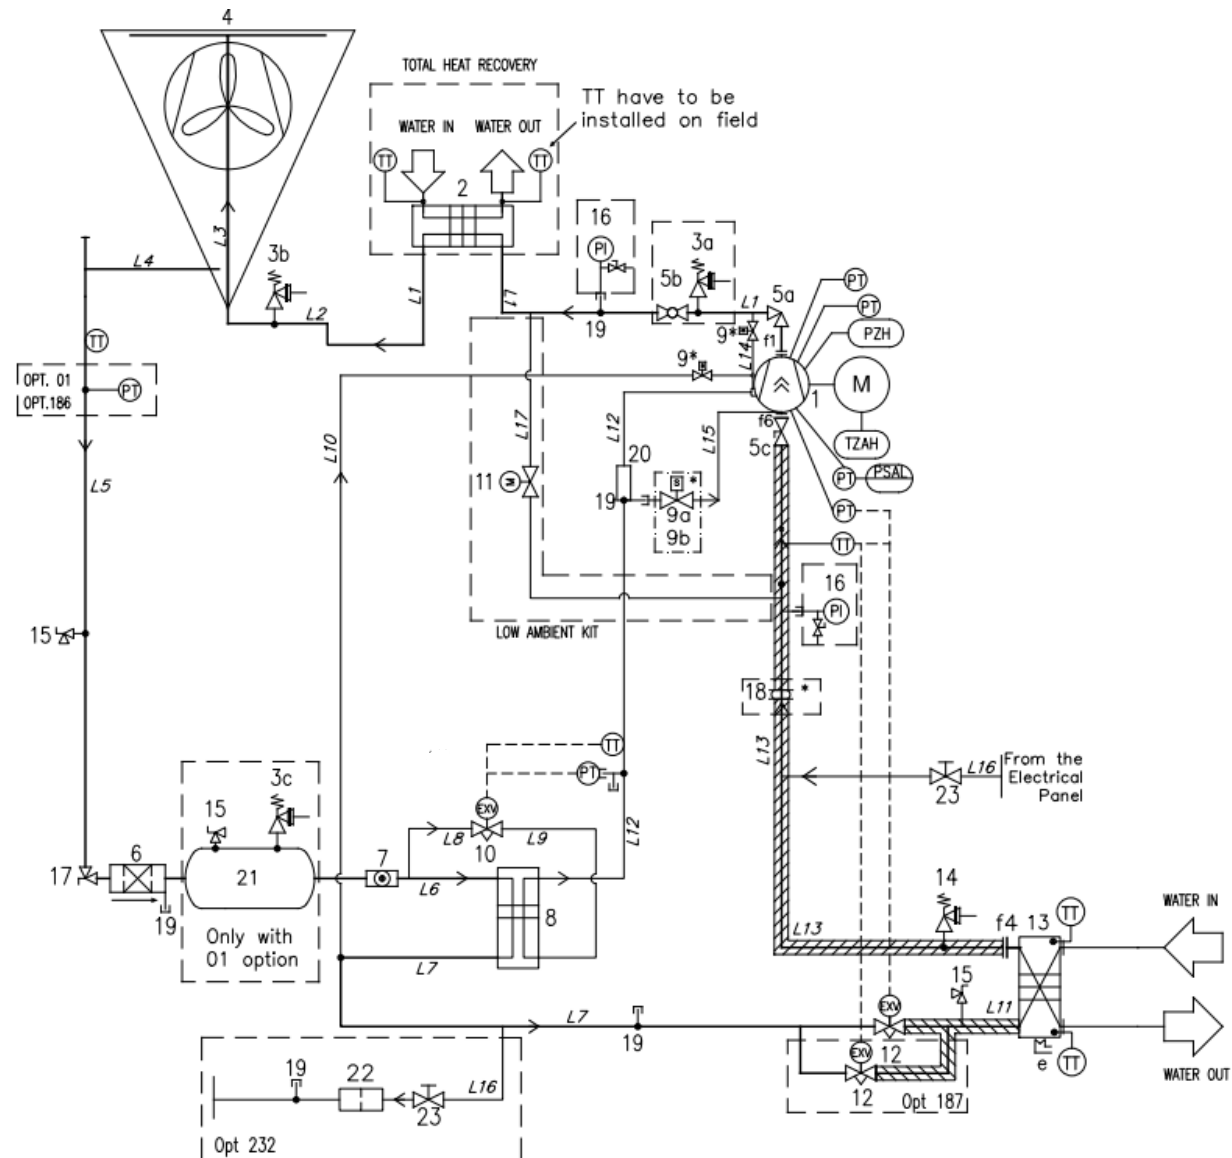 4
TOTAL HEAT RECOVERY
TT have to be
installed on field
WATER IN
WATER OUT
TT
TT
2
16
PI
3a
5b
5a
L3
3b
L4
L2
L1
L7
19
L1
9*
f1
L14
PT
PT
PZH
TT
OPT. 01
OPT.186
PT
9*
1
M
L10
L17
L12
L15
f6
5c
TZAH
L5
20
11
M
S
*
PT
PSAL
19
9a
9b
PT
TT
16
PI
15
LOW AMBIENT KIT
18
*
L13
TT
3c
15
PT
From the
Electrical
Panel
L16
23
EXV
L8
L9
10
L12
17
6
21
7
L6
8
19
Only with
01 option
14
WATER IN
L13
f4
13
TT
L7
15
L11
EXV
L7
19
12
EXV
e
TT
WATER OUT
12
Opt 187
19
22
L16
23
Opt 232